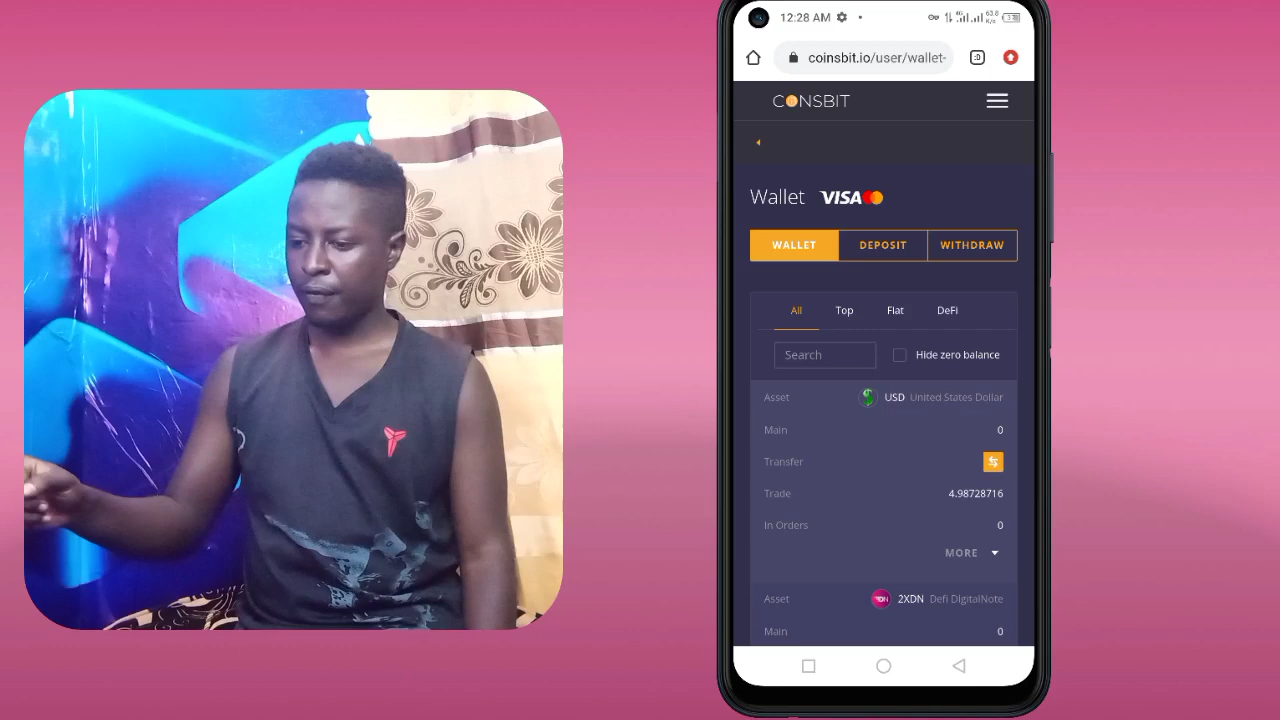 12:28 AM
coinsbit.io/user/wallet-
CONSBIT
Wallet VISA
WALLET DEPOSIT WITHDRAW
All Top Fiat DeFi
Search Hide zero balance
Asset USD United States Dollar
Main 0
Transfer
Trade 4.98728716
In Orders 0
MORE
Asset 2XDN Defi DigitalNote
Main 0